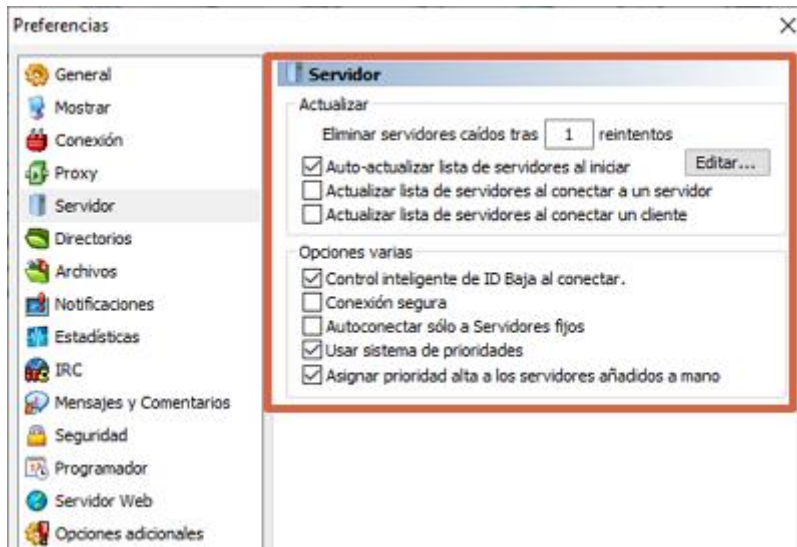 Preferencias
General
Mostrar
Conexión
Proxy
Servidor
Directorios
Archivos
Notificaciones
Estadísticas
IRC
Mensajes y Comentarios
Seguridad
Programador
Servidor Web
Opciones adicionales
Servidor
Actualizar
Eliminar servidores caídos tras 1 reintentos
Auto-actualizar lista de servidores al iniciar Editar...
Actualizar lista de servidores al conectar a un servidor
Actualizar lista de servidores al conectar un cliente
Opciones varias
Control inteligente de ID Baja al conectar.
Conexión segura
Autoconectar sólo a Servidores fijos
Usar sistema de prioridades
Asignar prioridad alta a los servidores añadidos a mano